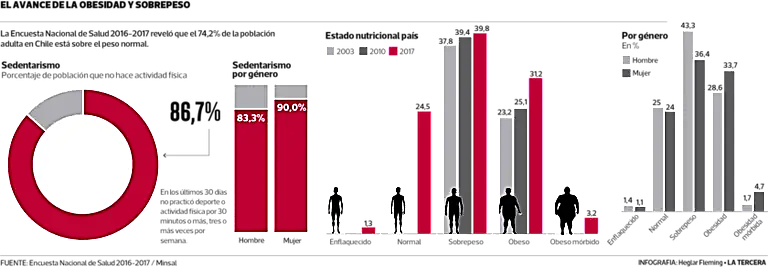 EL AVANCE DE LA OBESIDAD Y SOBREPESO
La Encuesta Nacional de Salud 2016-2017 reveló que el 74,2% de la población
adulta en Chile está sobre el peso normal.
Sedentarismo
Porcentaje de población que no hace actividad física
86,7%
En los últimos 30 días
no practicó deporte o
actividad física por 30
minutos o más, tres o
más veces por
semana.
Sedentarismo
por género
83,3%
90,0%
Hombre
Mujer
Estado nutricional país
2003
2010
2017
1,3
24,5
37,8
39,4
39,8
23,2
25,1
31,2
3,2
Enflaquecido
Normal
Sobrepeso
Obeso
Obeso mórbido
Por género
En %
Hombre
Mujer
1,4
1,1
25
24
43,3
36,4
28,6
33,7
1,7
4,7
Enflaquecido
Normal
Sobrepeso
Obesidad
Obesidad
mórbida
FUENTE: Encuesta Nacional de Salud 2016-2017 / Minsal
INFOGRAFIA: Heglar Fleming • LA TERCERA